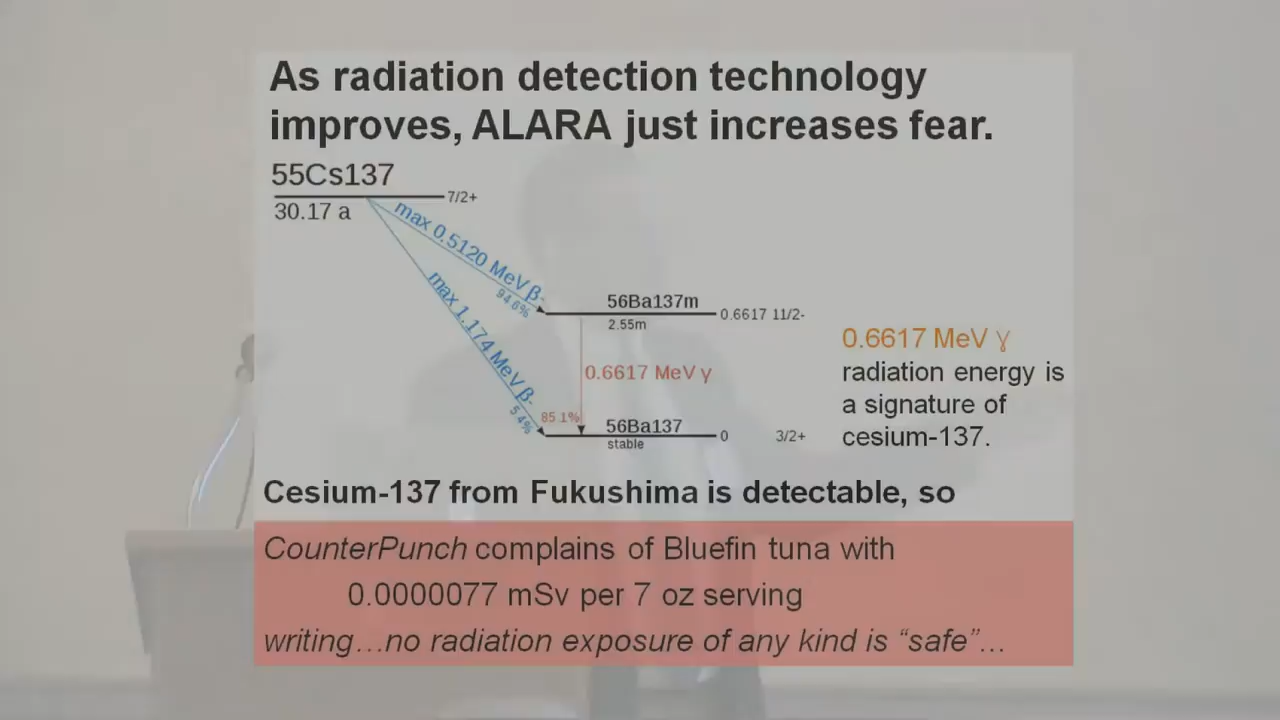 As radiation detection technology
improves, ALARA just increases fear.
55Cs137
7/2+
30.17 a
max 0.5120 MeV β-
94.6%
max 1.174 MeV β-
5.4%
56Ba137m
0.6617 11/2-
2.55m
0.6617 MeV γ
85.1%
56Ba137
0 3/2+
stable
0.6617 MeV γ
radiation energy is
a signature of
cesium-137.
Cesium-137 from Fukushima is detectable, so
CounterPunch complains of Bluefin tuna with
0.0000077 mSv per 7 oz serving
writing…no radiation exposure of any kind is “safe”…